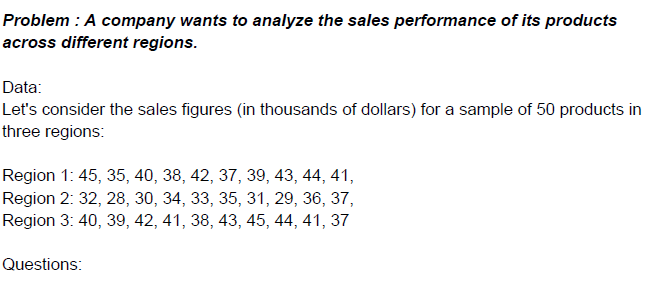 Problem : A company wants to analyze the sales performance of its products
across different regions.
Data:
Let's consider the sales figures (in thousands of dollars) for a sample of 50 products in
three regions:
Region 1: 45, 35, 40, 38, 42, 37, 39, 43, 44, 41,
Region 2: 32, 28, 30, 34, 33, 35, 31, 29, 36, 37,
Region 3: 40, 39, 42, 41, 38, 43, 45, 44, 41, 37
Questions: